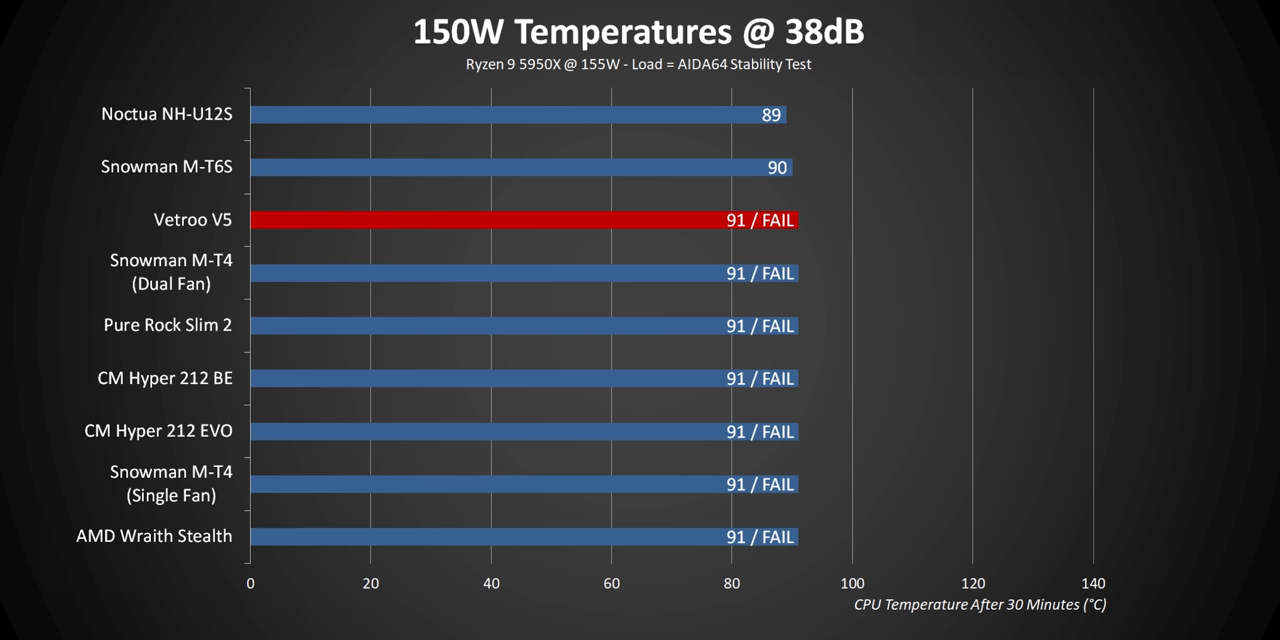 150W Temperatures @ 38dB
Ryzen 9 5950X @ 155W - Load = AIDA64 Stability Test
Noctua NH-U12S
89
Snowman M-T6S
90
Vetroo V5
91 / FAIL
Snowman M-T4
(Dual Fan)
91 / FAIL
Pure Rock Slim 2
91 / FAIL
CM Hyper 212 BE
91 / FAIL
CM Hyper 212 EVO
91 / FAIL
Snowman M-T4
(Single Fan)
91 / FAIL
AMD Wraith Stealth
91 / FAIL
0 20 40 60 80 100 120 140
CPU Temperature After 30 Minutes (°C)